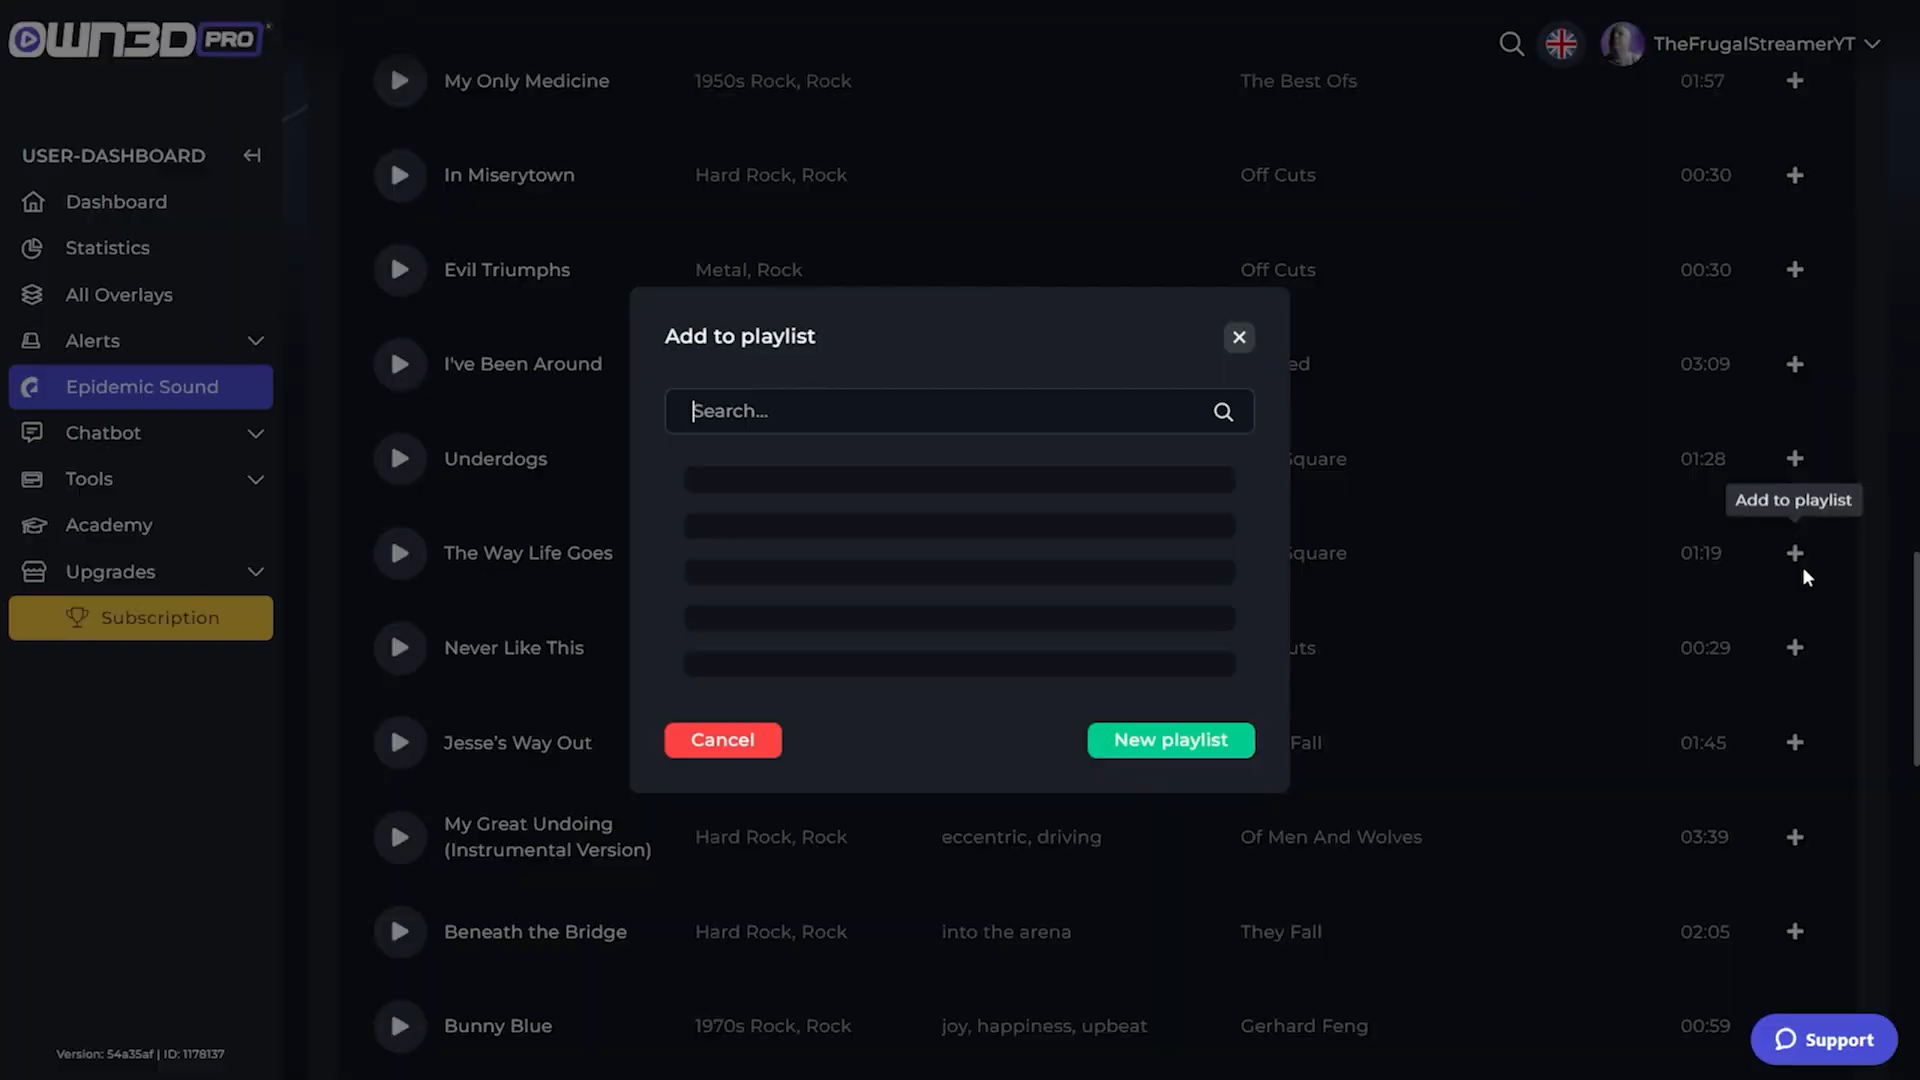 OWN3D PRO
TheFrugalStreamerYT
USER-DASHBOARD
Dashboard
Statistics
All Overlays
Alerts
Epidemic Sound
Chatbot
Tools
Academy
Upgrades
Subscription
Version: 54a35af | ID: 1178137
My Only Medicine 1950s Rock, Rock The Best Ofs 01:57
In Miserytown Hard Rock, Rock Off Cuts 00:30
Evil Triumphs Metal, Rock Off Cuts 00:30
I've Been Around ed 03:09
Underdogs Square 01:28
The Way Life Goes Square 01:19
Never Like This uts 00:29
Jesse's Way Out Fall 01:45
My Great Undoing
(Instrumental Version) Hard Rock, Rock eccentric, driving Of Men And Wolves 03:39
Beneath the Bridge Hard Rock, Rock into the arena They Fall 02:05
Bunny Blue 1970s Rock, Rock joy, happiness, upbeat Gerhard Feng 00:59
Add to playlist
Search...
Cancel
New playlist
Add to playlist
Support